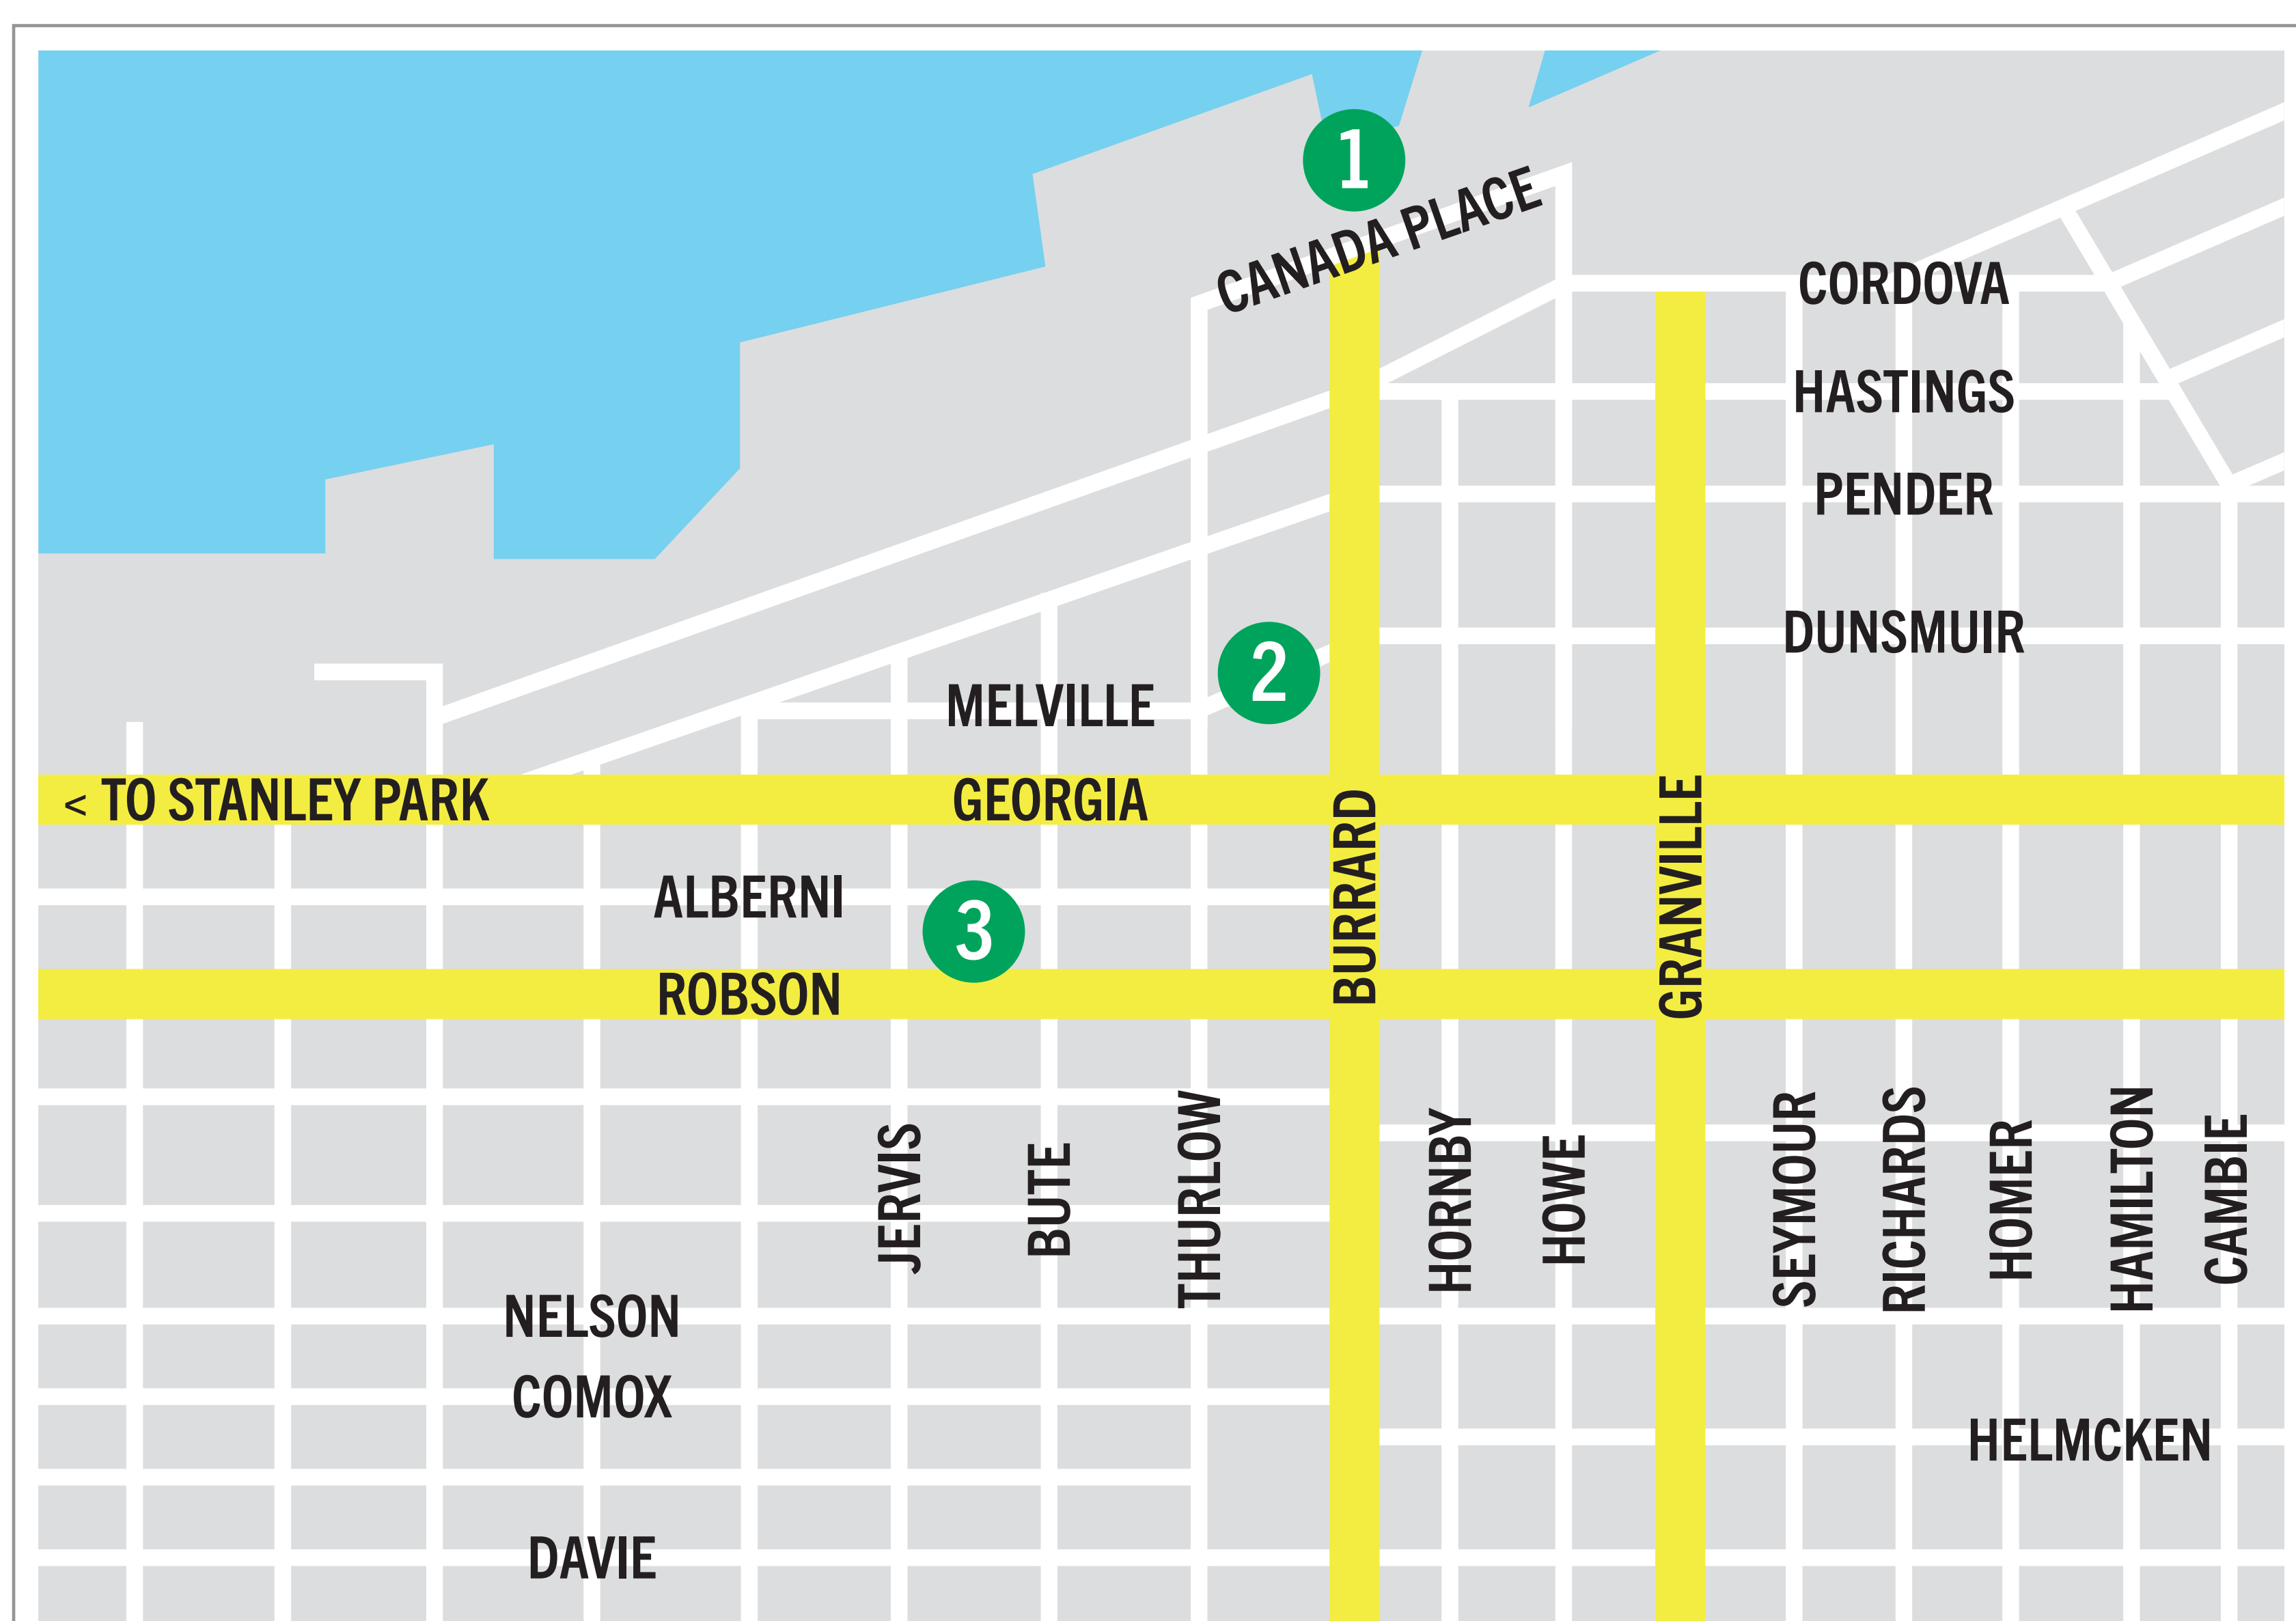 1
CANADA PLACE
CORDOVA
HASTINGS
PENDER
DUNSMUIR
2
MELVILLE
< TO STANLEY PARK
GEORGIA
BURRARD
GRANVILLE
ALBERNI
3
ROBSON
JERVIS
BUTE
THURLOW
HORNBY
HOWE
SEYMOUR
RICHARDS
HOMER
HAMILTON
CAMBIE
NELSON
COMOX
HELMCKEN
DAVIE